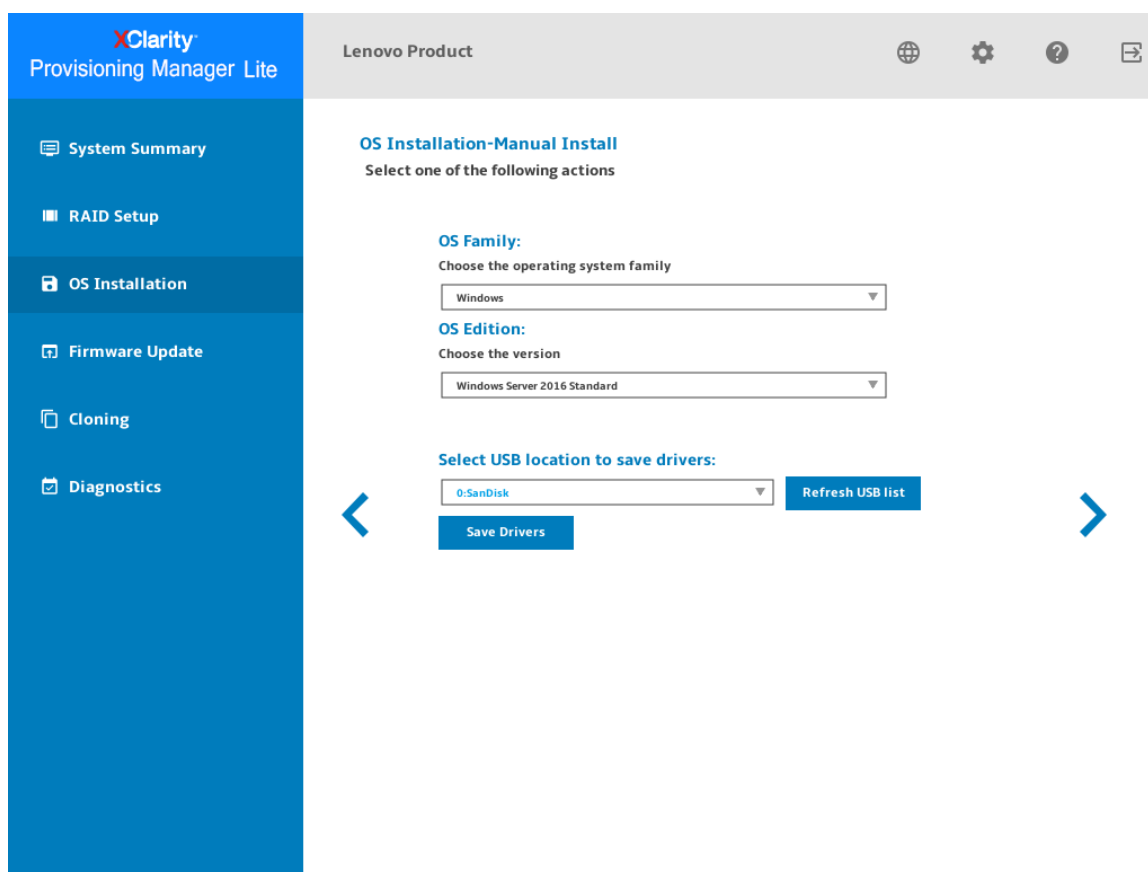 XClarity™
Provisioning Manager Lite
Lenovo Product
System Summary
RAID Setup
OS Installation
Firmware Update
Cloning
Diagnostics
OS Installation-Manual Install
Select one of the following actions
OS Family:
Choose the operating system family
Windows
OS Edition:
Choose the version
Windows Server 2016 Standard
Select USB location to save drivers:
0:SanDisk
Refresh USB list
Save Drivers